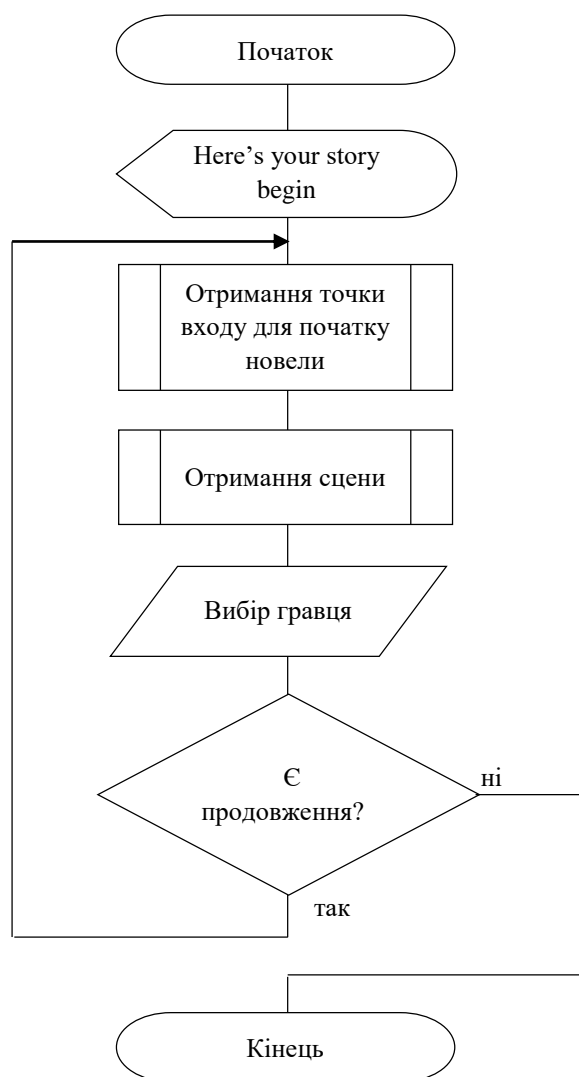 Початок
Here’s your story
begin
Отримання точки
входу для початку
новели
Отримання сцени
Вибір гравця
Є
продовження?
ні
так
Кінець